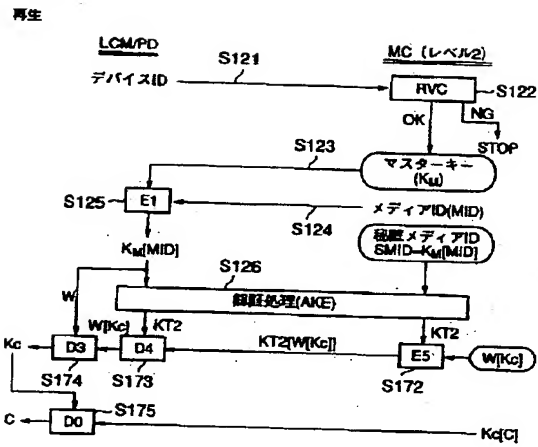 再生
LCM/PD
MC (レベル2)
S121
デバイスID
RVC
S122
OK
NG
STOP
S123
マスターキー
(KM)
S125
E1
メディアID(MID)
S124
KM[MID]
秘匿メディアID
SMID=KM[MID]
S126
認証処理(AKE)
W
W[Kc]
KT2
KT2
Kc
D3
D4
KT2[W[Kc]]
E5
W[Kc]
S174
S173
S172
S175
C
D0
Kc[C]